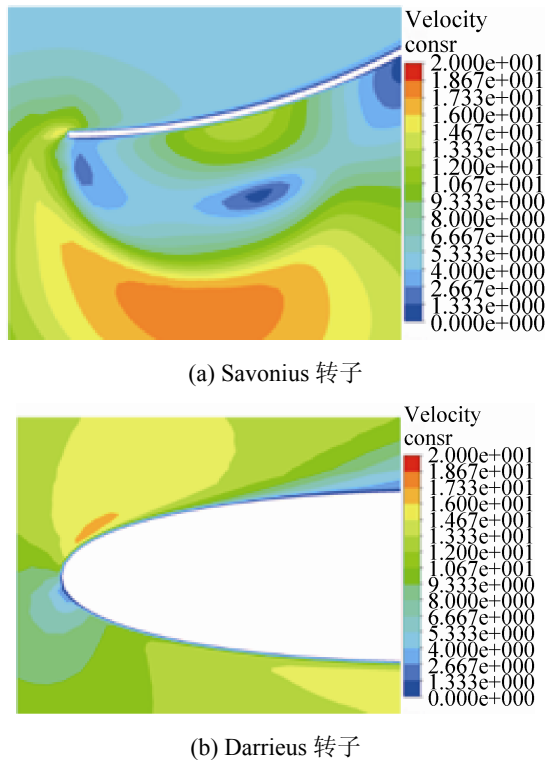 Velocity
consr
2.000e+001
1.867e+001
1.733e+001
1.600e+001
1.467e+001
1.333e+001
1.200e+001
1.067e+001
9.333e+000
8.000e+000
6.667e+000
5.333e+000
4.000e+000
2.667e+000
1.333e+000
0.000e+000
(a) Savonius 转子
Velocity
consr
2.000e+001
1.867e+001
1.733e+001
1.600e+001
1.467e+001
1.333e+001
1.200e+001
1.067e+001
9.333e+000
8.000e+000
6.667e+000
5.333e+000
4.000e+000
2.667e+000
1.333e+000
0.000e+000
(b) Darrieus 转子